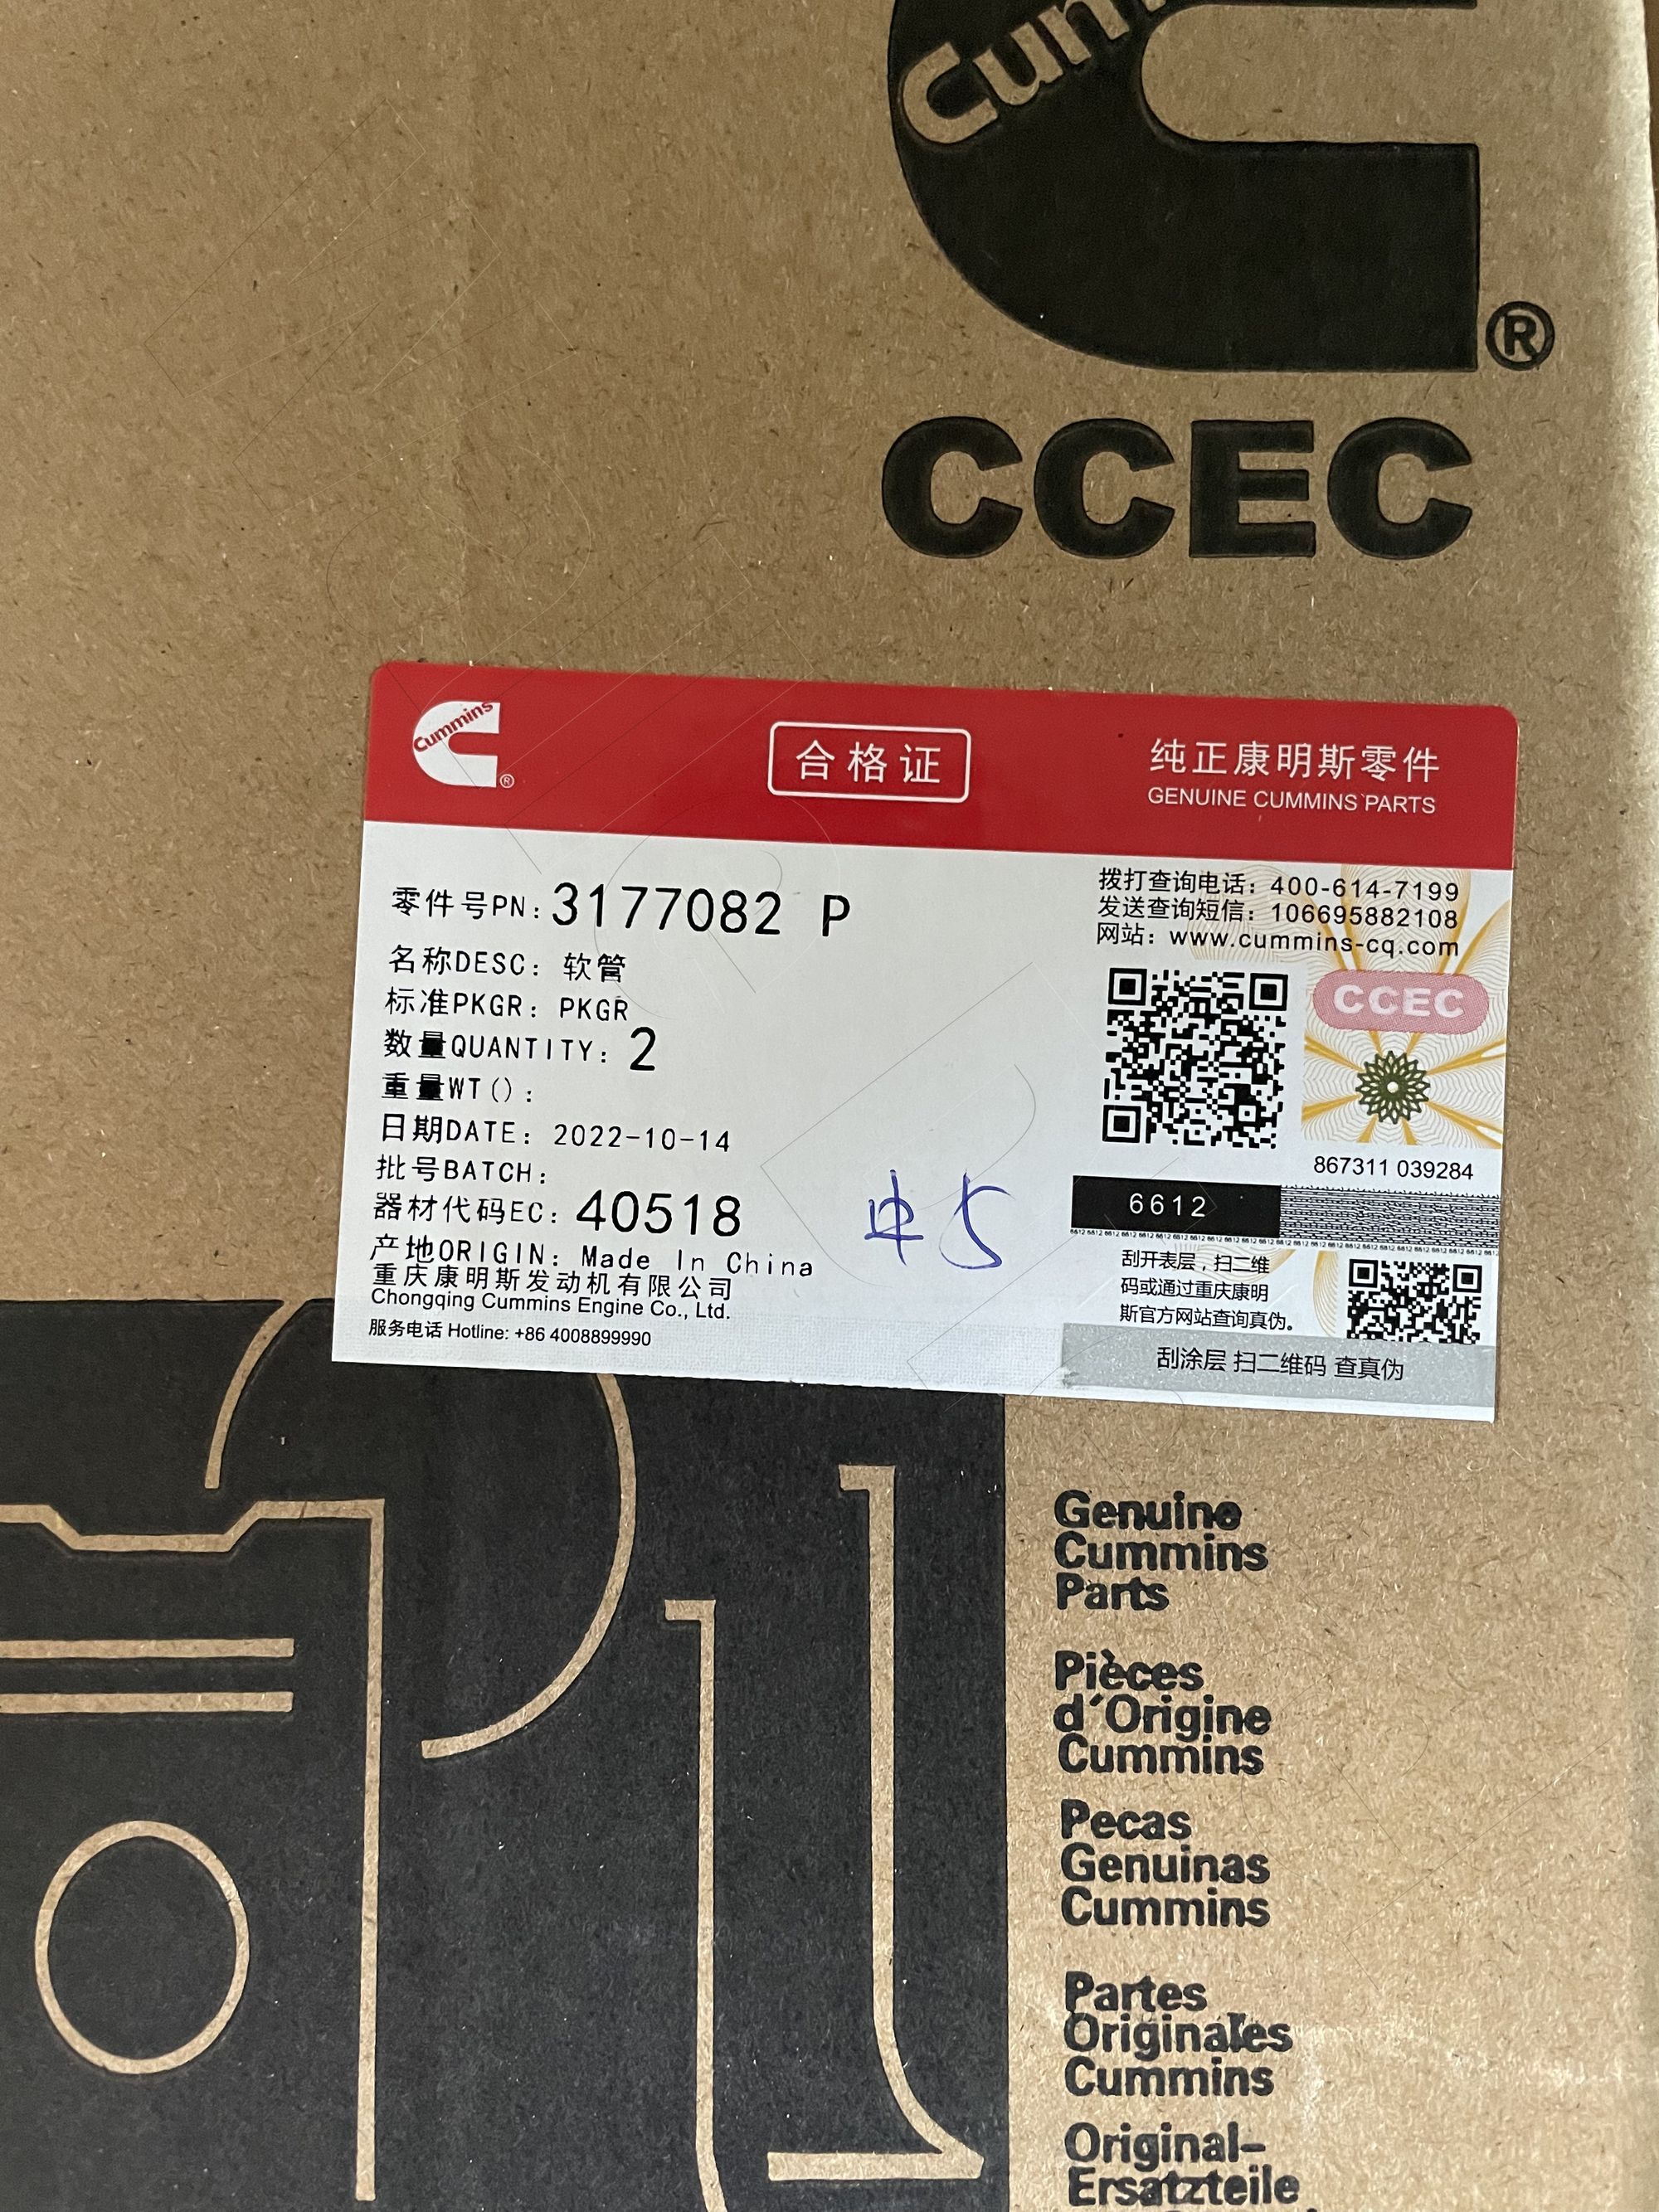 Cum
®
CCEC
Cummins
®
合格证
纯正康明斯零件
GENUINE CUMMINS PARTS
零件号PN: 3177082 P
名称DESC: 软管
标准PKGR: PKGR
数量QUANTITY: 2
重量WT():
日期DATE: 2022-10-14
批号BATCH:
器材代码EC: 40518
产地ORIGIN: Made In China
重庆康明斯发动机有限公司
Chongqing Cummins Engine Co., Ltd.
服务电话 Hotline: +86 4008899990
拨打查询电话: 400-614-7199
发送查询短信: 106695882108
网站: www.cummins-cq.com
CCEC
867311 039284
6612
刮开表层，扫二维
码或通过重庆康明
斯官方网站查询真伪。
刮涂层 扫二维码 查真伪
Genuine
Cummins
Parts
Pièces
d'Origine
Cummins
Pecas
Genuinas
Cummins
Partes
Originales
Cummins
Original-
Ersatzteile